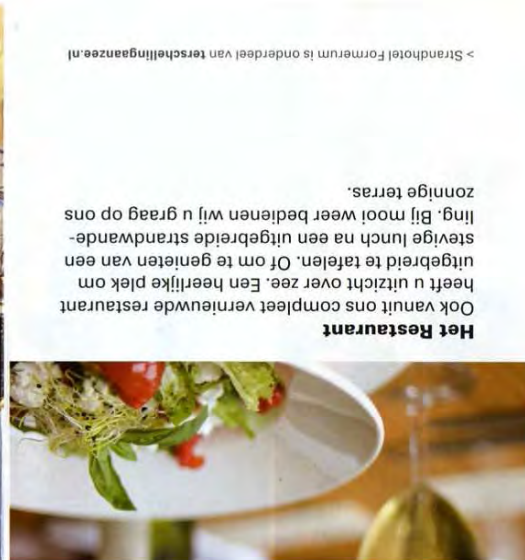 Het Restaurant
Ook vanuit ons compleet vernieuwde restaurant
heeft u uitzicht over zee. Een heerlijke plek om
uitgebreid te tafelen. Of om te genieten van een
stevige lunch na een uitgebreide strandwande-
ling. Bij mooi weer bedienen wij u graag op ons
zonnige terras.
> Strandhotel Formerum is onderdeel van terschellingaanzee.nl